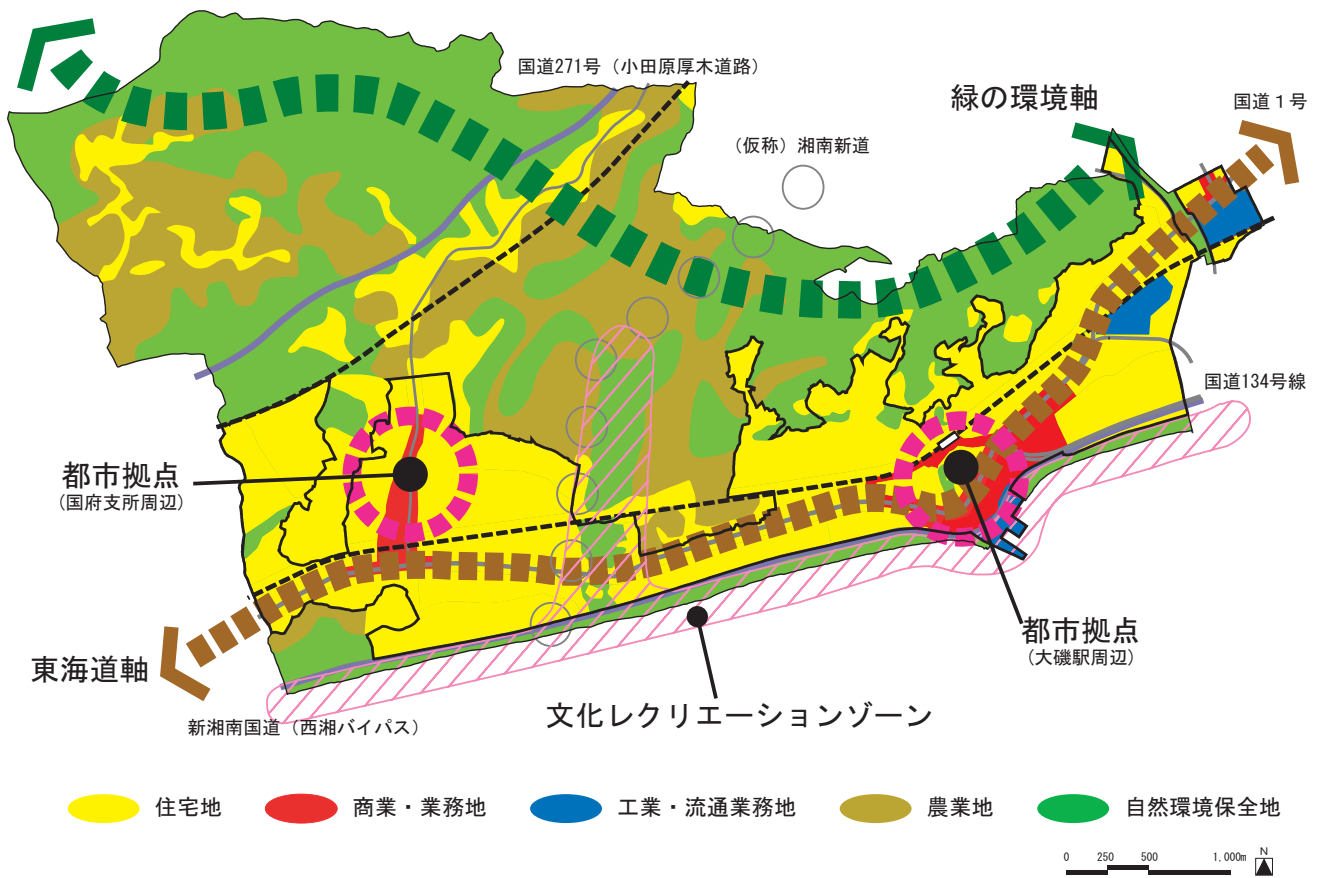 国道271号（小田原厚木道路）
緑の環境軸
国道１号
（仮称）湘南新道
国道134号線
都市拠点
（国府支所周辺）
都市拠点
（大磯駅周辺）
東海道軸
新湘南国道（西湘バイパス）
文化レクリエーションゾーン
住宅地
商業・業務地
工業・流通業務地
農業地
自然環境保全地
0 250 500 1,000m
N